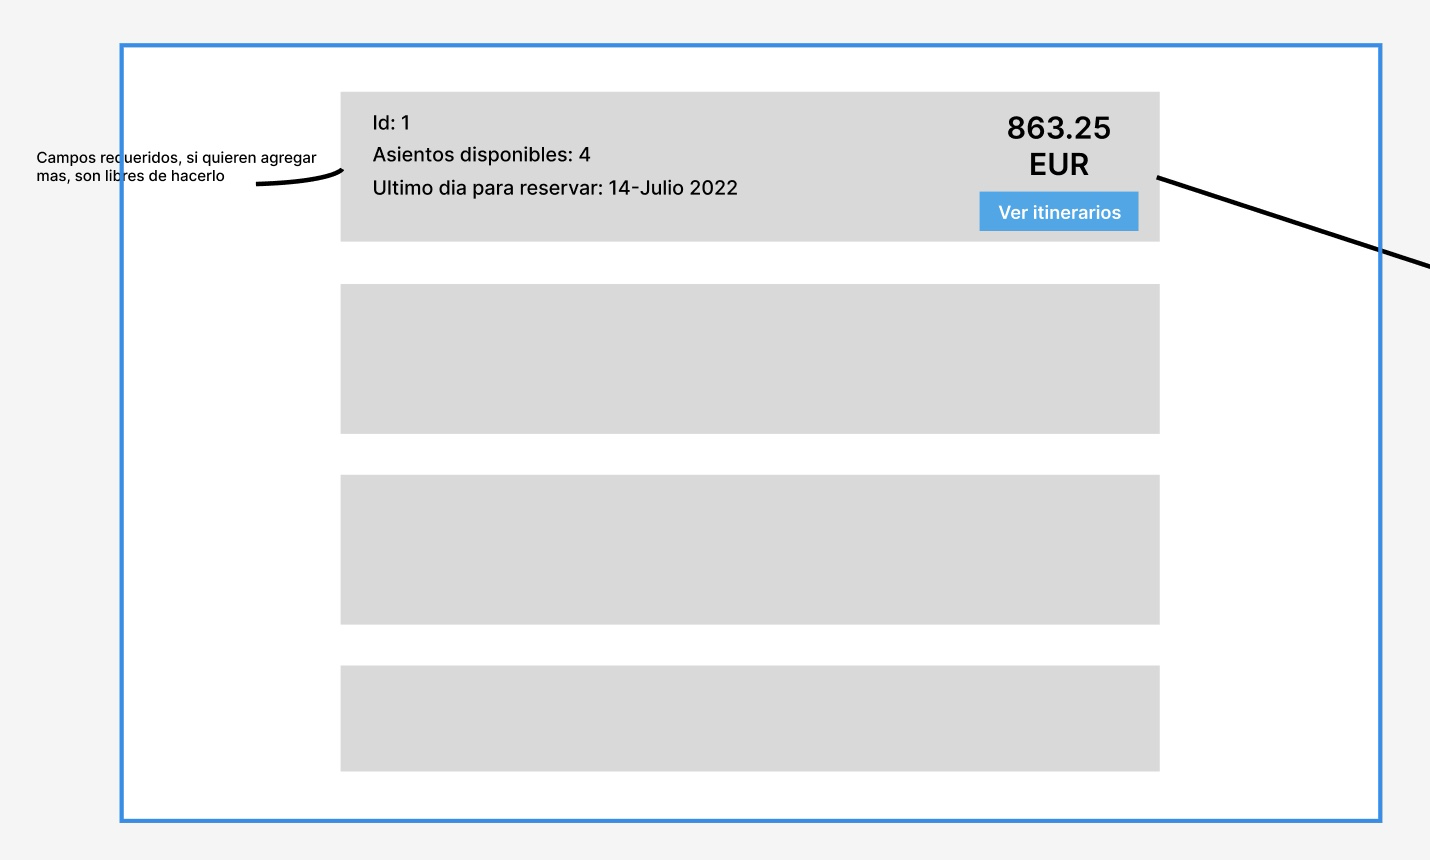 Id: 1
Asientos disponibles: 4
Ultimo dia para reservar: 14-Julio 2022
863.25
EUR
Ver itinerarios
Campos requeridos, si quieren agregar
mas, son libres de hacerlo